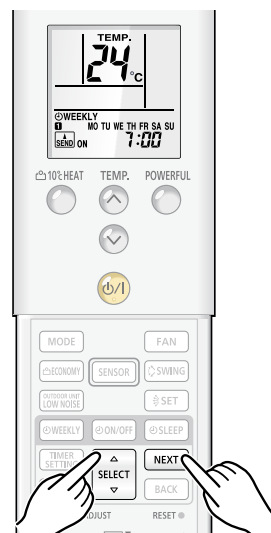 TEMP.
24°C
WEEKLY
1 MO TU WE TH FR SA SU
SEND ON 7:00
10℃ HEAT TEMP. POWERFUL
MODE FAN
ECONOMY SENSOR SWING
OUTDOOR UNIT
LOW NOISE SET
WEEKLY ON/OFF SLEEP
TIMER
SETTING SELECT NEXT
BACK
ADJUST RESET